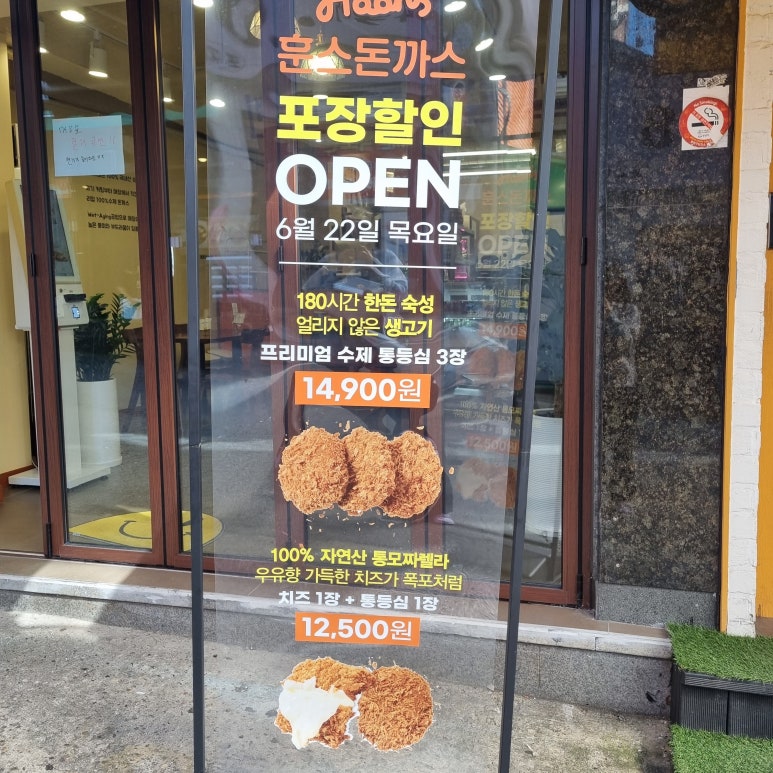 훈스돈까스
포장할인
OPEN
6월 22일 목요일
180시간 한돈 숙성
얼리지 않은 생고기
프리미엄 수제 통등심 3장
14,900원
100% 자연산 통모짜렐라
우유향 가득한 치즈가 폭포처럼
치즈 1장 + 통등심 1장
12,500원